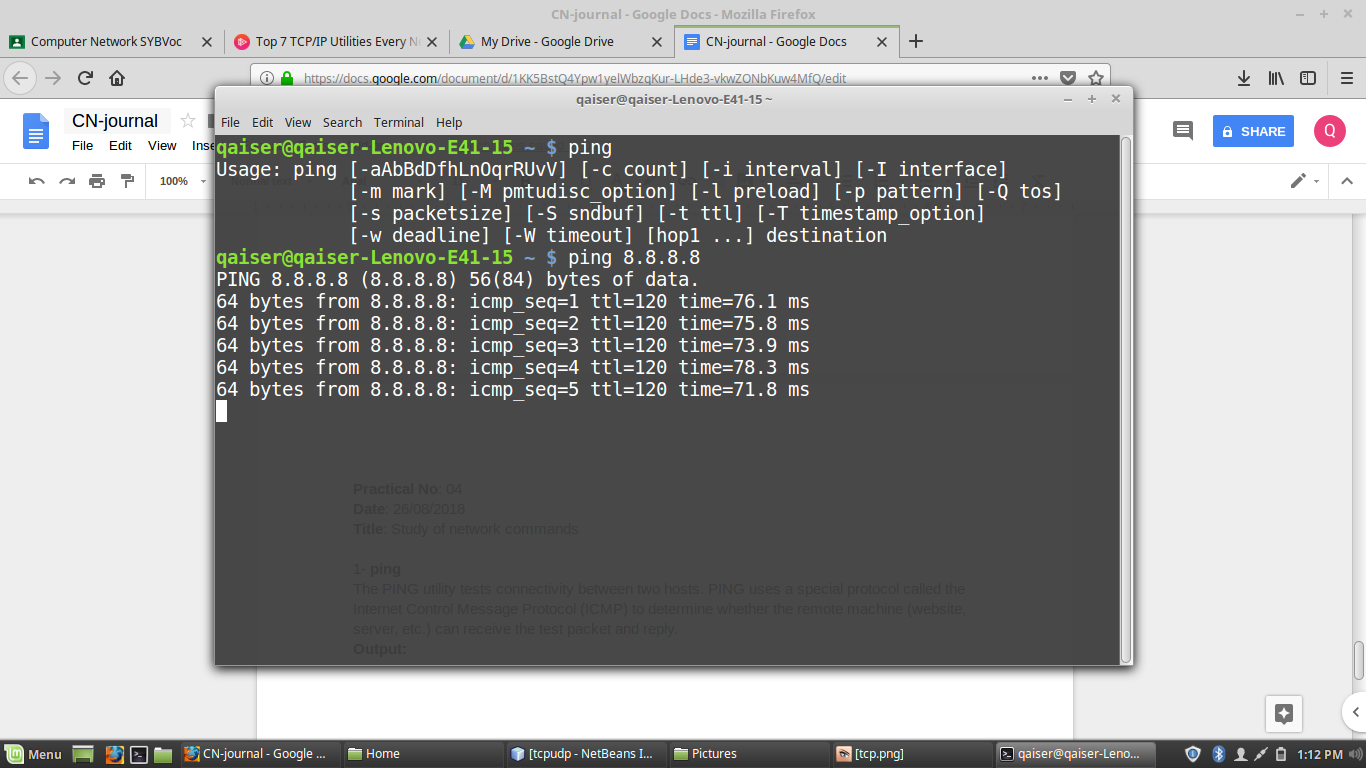 CN-journal - Google Docs - Mozilla Firefox
Computer Network SYBVoc
Top 7 TCP/IP Utilities Every N
My Drive - Google Drive
CN-journal - Google Docs
https://docs.google.com/document/d/1KK5BstQ4Ypw1yelWbzqKur-LHde3-vkwZONbKuw4MfQ/edit
qaiser@qaiser-Lenovo-E41-15 ~
CN-journal
File Edit View Inse
SHARE
Q
100%
File Edit View Search Terminal Help
qaiser@qaiser-Lenovo-E41-15 ~ $ ping
Usage: ping [-aAbBdDfhLnOqrRUvV] [-c count] [-i interval] [-I interface]
[-m mark] [-M pmtudisc_option] [-l preload] [-p pattern] [-Q tos]
[-s packetsize] [-S sndbuf] [-t ttl] [-T timestamp_option]
[-w deadline] [-W timeout] [hop1 ...] destination
qaiser@qaiser-Lenovo-E41-15 ~ $ ping 8.8.8.8
PING 8.8.8.8 (8.8.8.8) 56(84) bytes of data.
64 bytes from 8.8.8.8: icmp_seq=1 ttl=120 time=76.1 ms
64 bytes from 8.8.8.8: icmp_seq=2 ttl=120 time=75.8 ms
64 bytes from 8.8.8.8: icmp_seq=3 ttl=120 time=73.9 ms
64 bytes from 8.8.8.8: icmp_seq=4 ttl=120 time=78.3 ms
64 bytes from 8.8.8.8: icmp_seq=5 ttl=120 time=71.8 ms
Practical No: 04
Date: 26/08/2018
Title: Study of network commands
1- ping
The PING utility tests connectivity between two hosts. PING uses a special protocol called the
Internet Control Message Protocol (ICMP) to determine whether the remote machine (website,
server, etc.) can receive the test packet and reply.
Output:
Menu
CN-journal - Google ...
Home
[tcpudp - NetBeans I...
Pictures
[tcp.png]
qaiser@qaiser-Leno...
1:12 PM